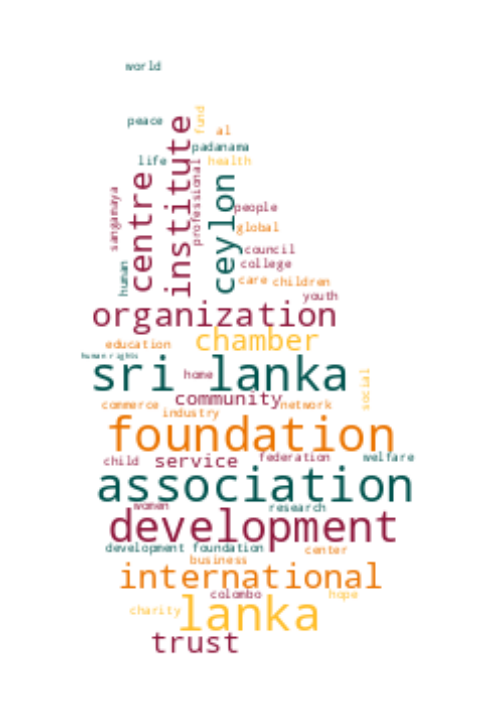 world
peace
fund
al
institute
padanama
life
health
professional
centre
ceylon
sangamaya
people
global
council
college
human
care
children
youth
organization
chamber
education
human rights
sri lanka
home
social
community
commerce
network
industry
foundation
child
service
federation
welfare
association
women
research
development
development foundation
center
business
international
colombo
hope
charity
lanka
trust